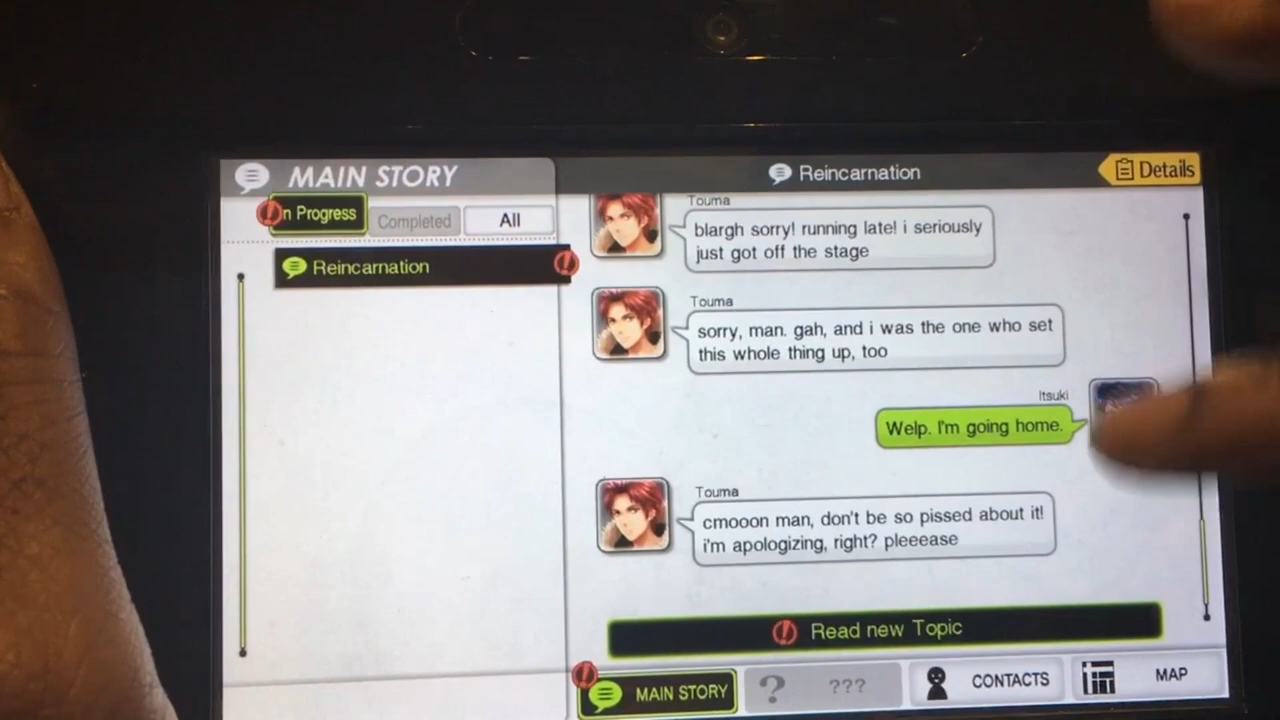 MAIN STORY
Reincarnation
Details
n Progress
Completed
All
Reincarnation
Touma
blargh sorry! running late! i seriously
just got off the stage
Touma
sorry, man. gah, and i was the one who set
this whole thing up, too
Itsuki
Welp. I'm going home.
Touma
cmooon man, don't be so pissed about it!
i'm apologizing, right? pleeease
Read new Topic
MAIN STORY
? ???
CONTACTS
MAP